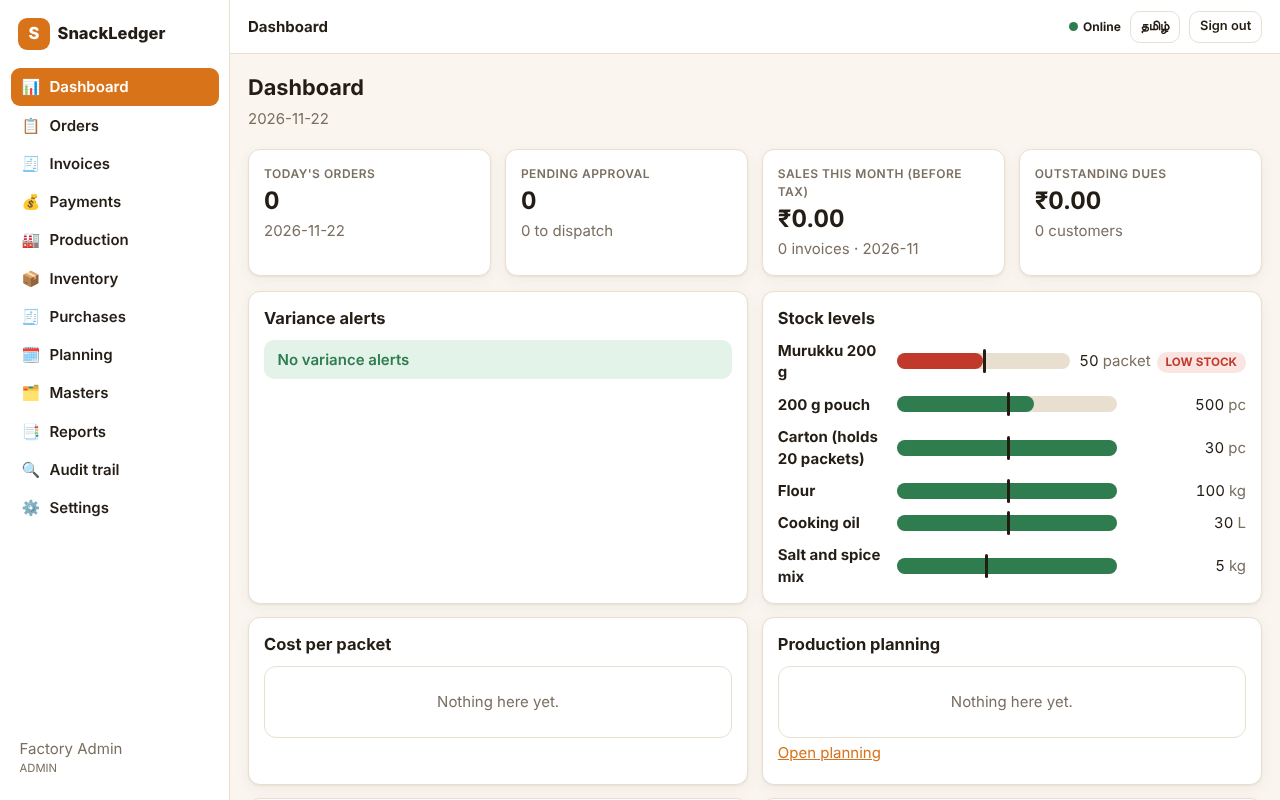 S SnackLedger
Dashboard
Orders
Invoices
Payments
Production
Inventory
Purchases
Planning
Masters
Reports
Audit trail
Settings
Factory Admin
ADMIN
Dashboard
Online
தமிழ்
Sign out
Dashboard
2026-11-22
TODAY'S ORDERS
0
2026-11-22
PENDING APPROVAL
0
0 to dispatch
SALES THIS MONTH (BEFORE
TAX)
₹0.00
0 invoices · 2026-11
OUTSTANDING DUES
₹0.00
0 customers
Variance alerts
No variance alerts
Stock levels
Murukku 200
g
50 packet LOW STOCK
200 g pouch
500 pc
Carton (holds
20 packets)
30 pc
Flour
100 kg
Cooking oil
30 L
Salt and spice
mix
5 kg
Cost per packet
Nothing here yet.
Production planning
Nothing here yet.
Open planning